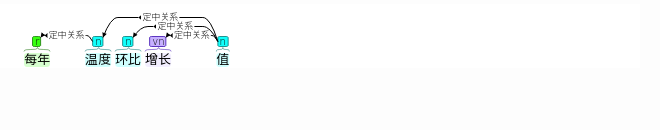 定中关系
定中关系
定中关系 定中关系
r n n vn n
每年 温度 环比 增长 值